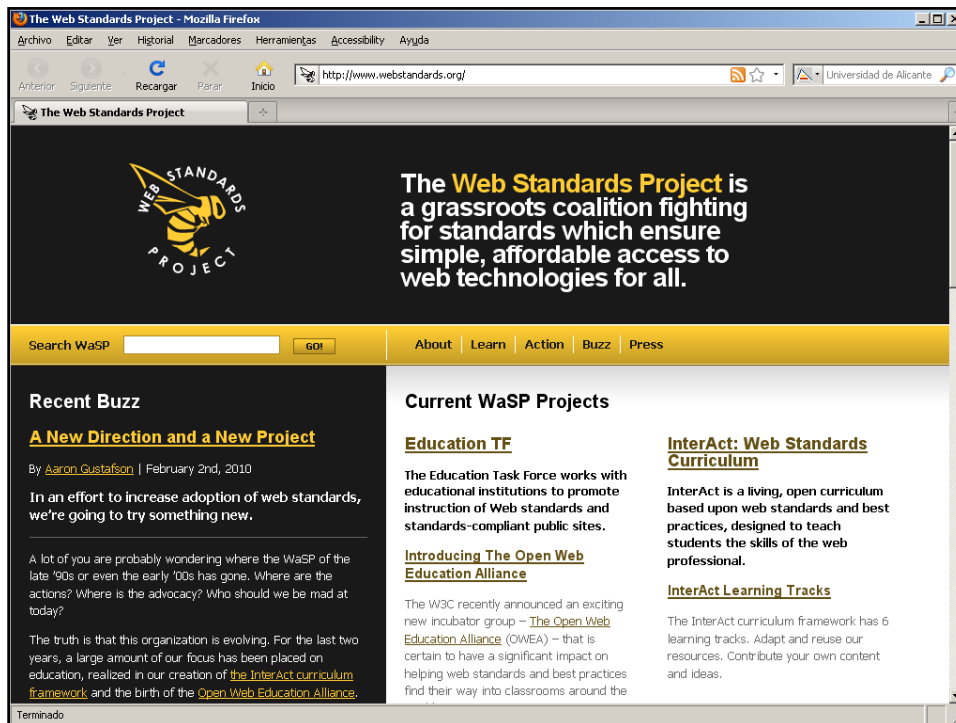 The Web Standards Project - Mozilla Firefox
Archivo Editar Ver Historial Marcadores Herramientas Accessibility Ayuda
Anterior Siguiente Recargar Parar Inicio
http://www.webstandards.org/
Universidad de Alicante
The Web Standards Project
WEB STANDARDS
PROJECT
The Web Standards Project is
a grassroots coalition fighting
for standards which ensure
simple, affordable access to
web technologies for all.
Search WaSP
GO!
About Learn Action Buzz Press
Recent Buzz
A New Direction and a New Project
By Aaron Gustafson | February 2nd, 2010
In an effort to increase adoption of web standards,
we're going to try something new.
A lot of you are probably wondering where the WaSP of the
late '90s or even the early '00s has gone. Where are the
actions? Where is the advocacy? Who should we be mad at
today?
The truth is that this organization is evolving. For the last two
years, a large amount of our focus has been placed on
education, realized in our creation of the InterAct curriculum
framework and the birth of the Open Web Education Alliance.
Current WaSP Projects
Education TF
The Education Task Force works with
educational institutions to promote
instruction of Web standards and
standards-compliant public sites.
Introducing The Open Web
Education Alliance
The W3C recently announced an exciting
new incubator group – The Open Web
Education Alliance (OWEA) – that is
certain to have a significant impact on
helping web standards and best practices
find their way into classrooms around the
InterAct: Web Standards
Curriculum
InterAct is a living, open curriculum
based upon web standards and best
practices, designed to teach
students the skills of the web
professional.
InterAct Learning Tracks
The InterAct curriculum framework has 6
learning tracks. Adapt and reuse our
resources. Contribute your own content
and ideas.
Terminado